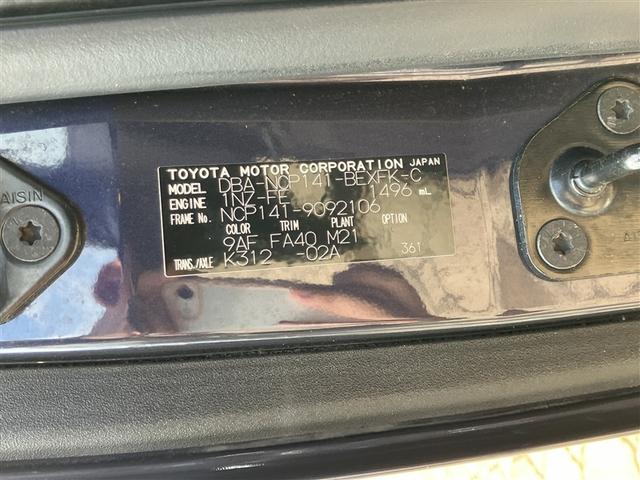 AISIN
TOYOTA MOTOR CORPORATION JAPAN
MODEL DBA-NCP141-BEXFK-C
ENGINE 1NZ-FE 1496 mL
FRAME No. NCP141-9092106
COLOR TRIM PLANT OPTION
9AF FA40 M21
361
TRANS./AXLE K312 -02A